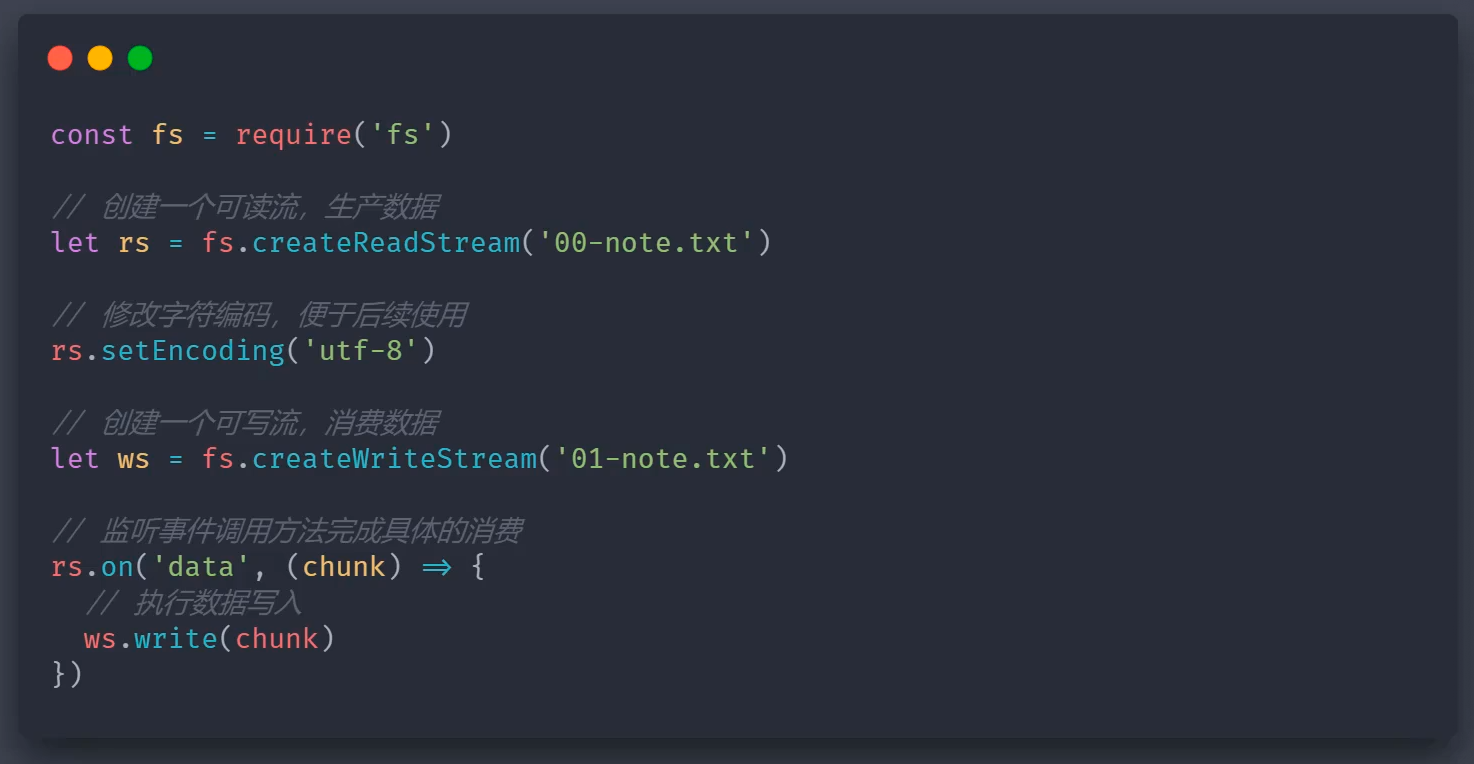 const fs = require('fs')
// 创建一个可读流，生产数据
let rs = fs.createReadStream('00-note.txt')
// 修改字符编码，便于后续使用
rs.setEncoding('utf-8')
// 创建一个可写流，消费数据
let ws = fs.createWriteStream('01-note.txt')
// 监听事件调用方法完成具体的消费
rs.on('data', (chunk) => {
  // 执行数据写入
  ws.write(chunk)
})